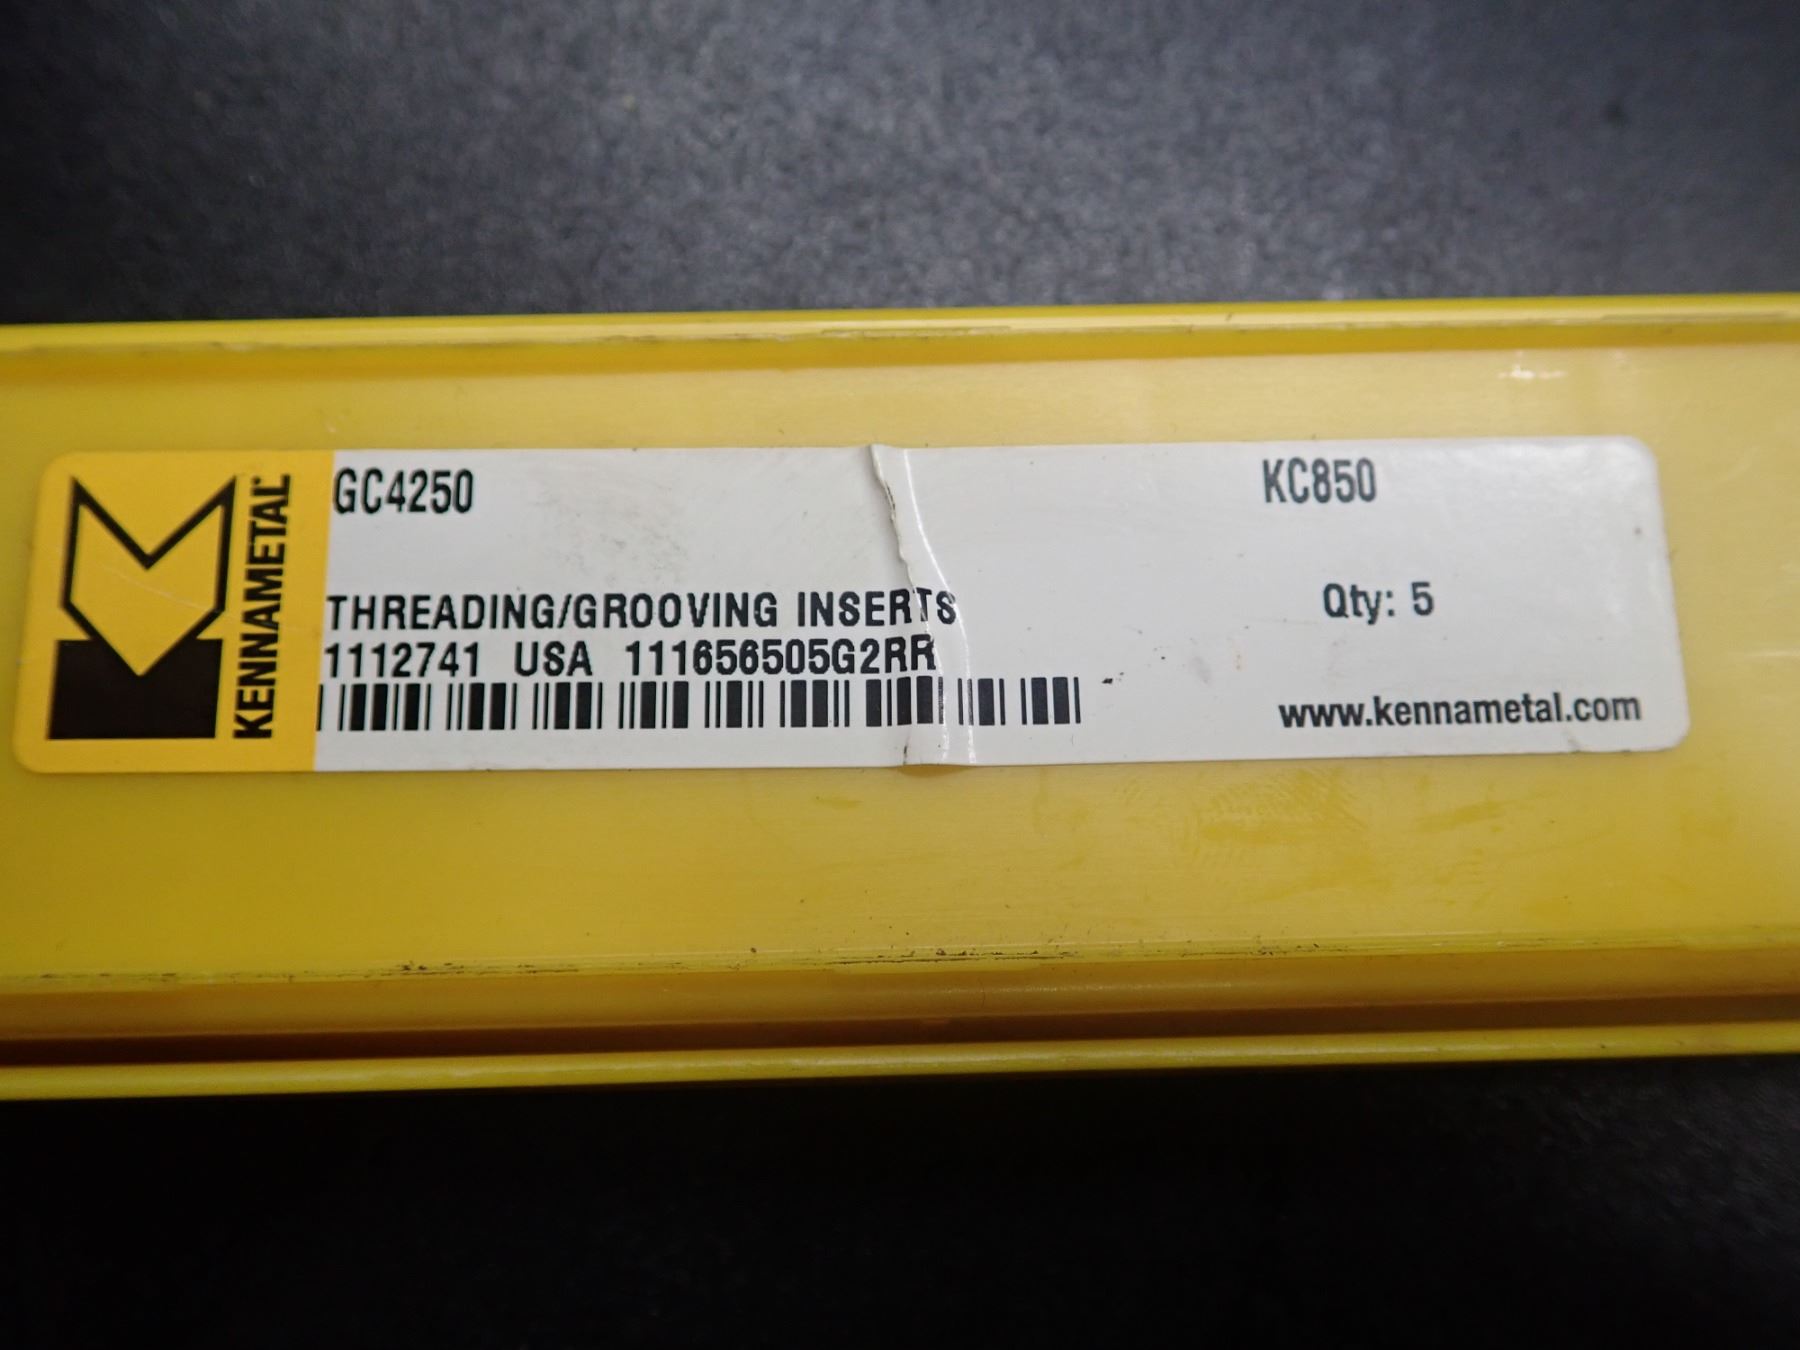 KENNAMETAL
GC4250 KC850
THREADING/GROOVING INSERTS Qty: 5
1112741 USA 111656505G2RR
www.kennametal.com